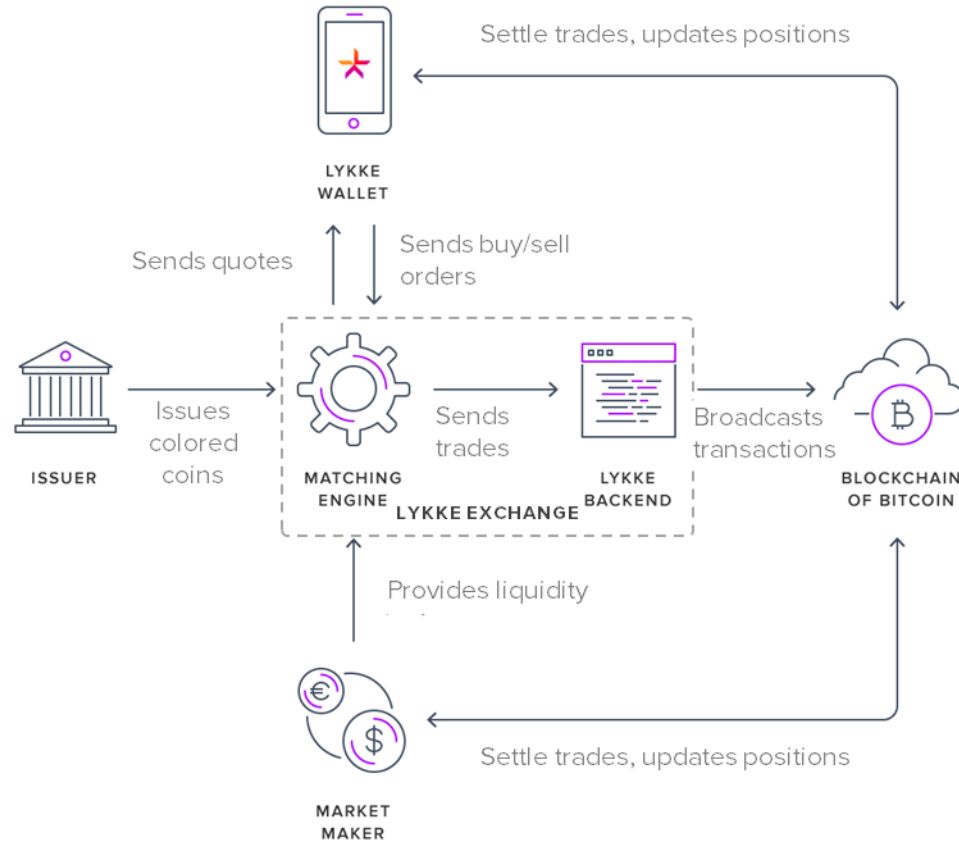 Settle trades, updates positions
LYKKE
WALLET
Sends quotes
Sends buy/sell
orders
Issues
colored
coins
Sends
trades
Broadcasts
transactions
ISSUER
MATCHING
ENGINE
LYKKE
BACKEND
BLOCKCHAIN
OF BITCOIN
LYKKE EXCHANGE
Provides liquidity
€
$
Settle trades, updates positions
MARKET
MAKER